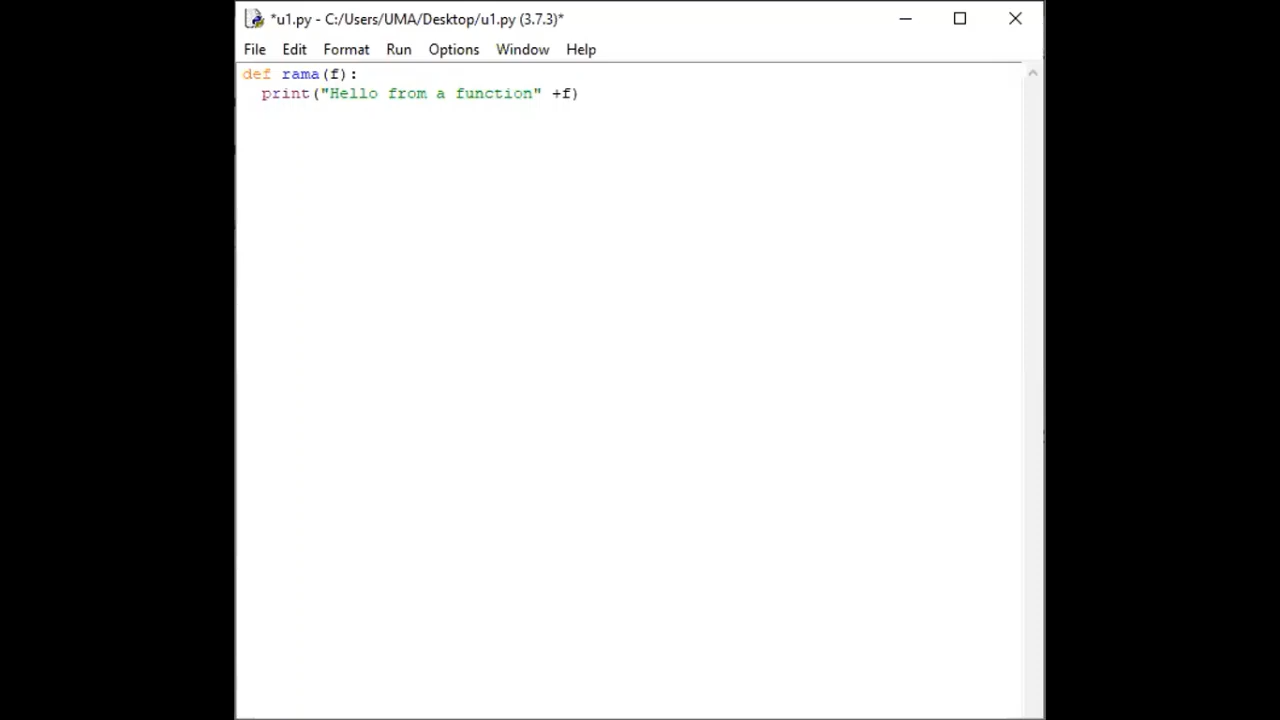 *u1.py - C:/Users/UMA/Desktop/u1.py (3.7.3)*
File Edit Format Run Options Window Help
def rama(f):
  print("Hello from a function" +f)